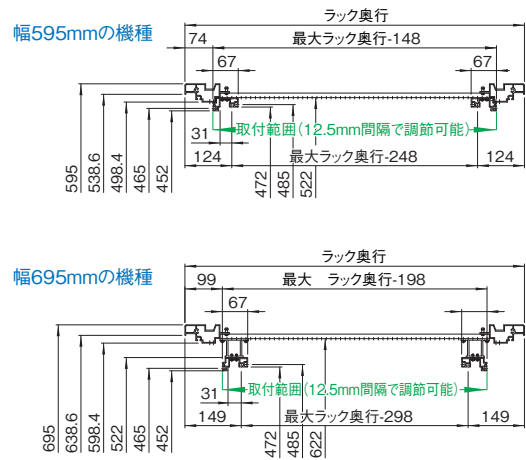 ラック奥行
幅595mmの機種
74
最大ラック奥行-148
67
67
取付範囲(12.5mm間隔で調節可能)
31
124
最大ラック奥行-248
124
595
538.6
498.4
465
452
472
485
522
ラック奥行
幅695mmの機種
99
最大 ラック奥行-198
67
取付範囲(12.5mm間隔で調節可能)
31
149
最大ラック奥行-298
149
695
638.6
598.4
522
465
452
472
485
622